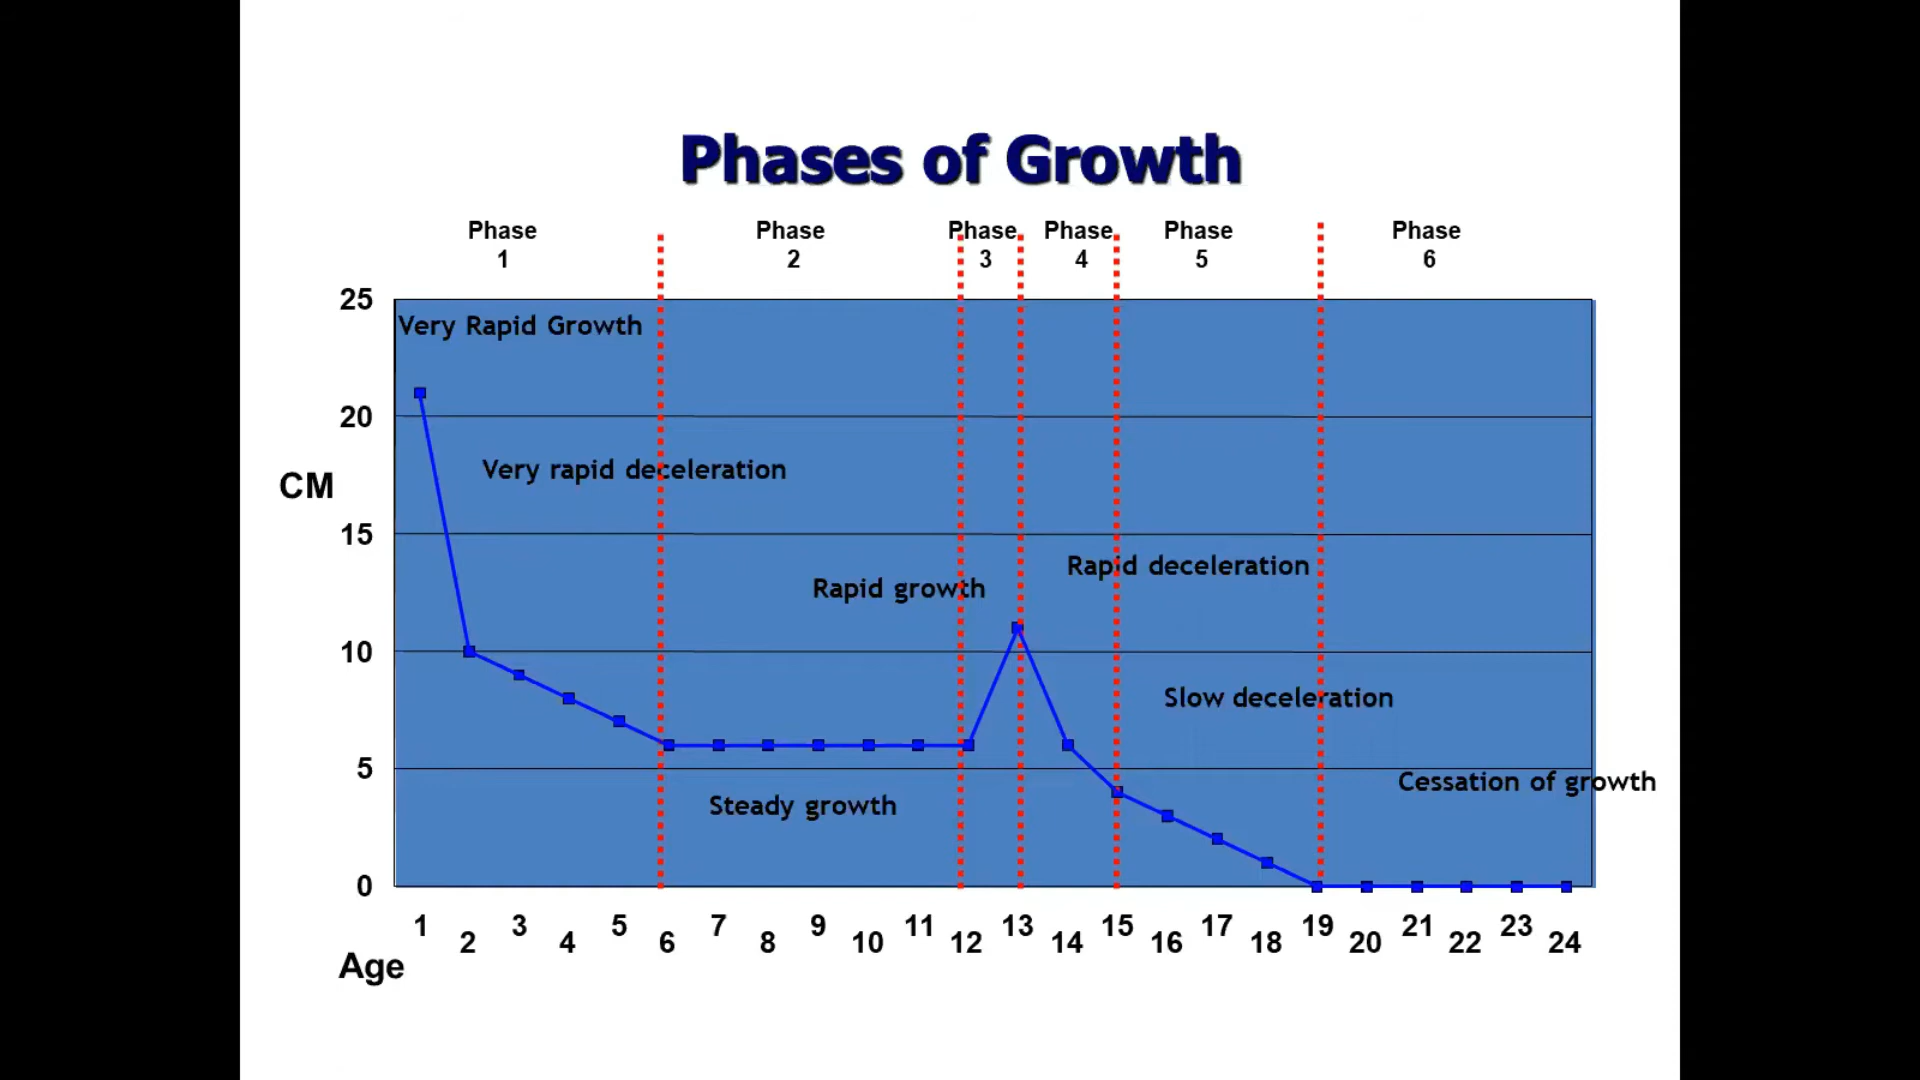 Phases of Growth
Phase 1
Phase 2
Phase 3
Phase 4
Phase 5
Phase 6
25
Very Rapid Growth
20
CM
Very rapid deceleration
15
Rapid growth
Rapid deceleration
10
Slow deceleration
5
Steady growth
Cessation of growth
0
1 2 3 4 5 6 7 8 9 10 11 12 13 14 15 16 17 18 19 20 21 22 23 24
Age